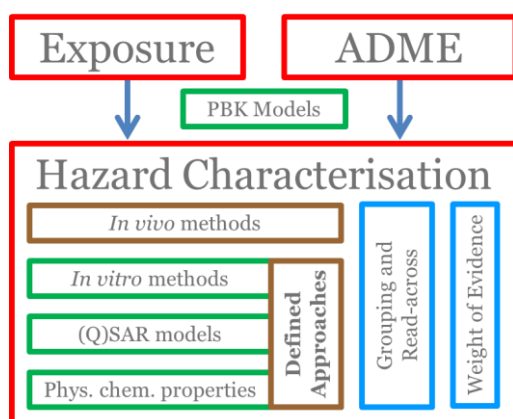 Exposure
ADME
PBK Models
Hazard Characterisation
In vivo methods
In vitro methods
(Q)SAR models
Phys. chem. properties
Defined
Approaches
Grouping and
Read-across
Weight of Evidence